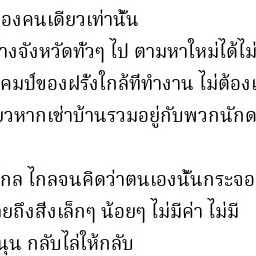 องคนเดียวเท่านั้น
างจังหวัดทั่วๆ ไป ตามหาใหม่ได้ไม่
คมป์ของฝรั่งใกล้ที่ทำงาน ไม่ต้องเ
วหากเช่าบ้านรวมอยู่กับพวกนักด
กล ไกลจนคิดว่าตนเองนั้นกระจอ
ยถึงสิ่งเล็กๆ น้อยๆ ไม่มีค่า ไม่มี
นุน กลับไล่ให้กลับ